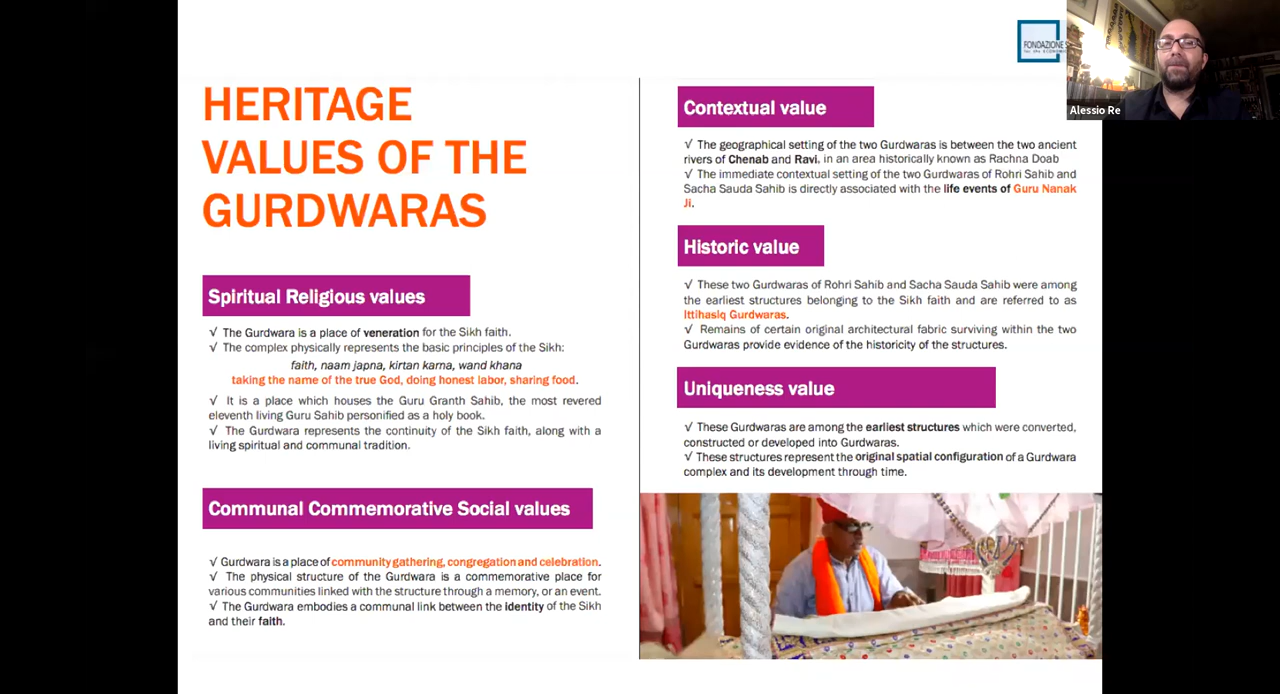 HERITAGE
VALUES OF THE
GURDWARAS
Spiritual Religious values
√ The Gurdwara is a place of veneration for the Sikh faith.
√ The complex physically represents the basic principles of the Sikh:
faith, naam japna, kirtan karna, wand khana
taking the name of the true God, doing honest labor, sharing food.
√ It is a place which houses the Guru Granth Sahib, the most revered
eleventh living Guru Sahib personified as a holy book.
√ The Gurdwara represents the continuity of the Sikh faith, along with a
living spiritual and communal tradition.
Communal Commemorative Social values
√ Gurdwara is a place of community gathering, congregation and celebration.
√ The physical structure of the Gurdwara is a commemorative place for
various communities linked with the structure through a memory, or an event.
√ The Gurdwara embodies a communal link between the identity of the Sikh
and their faith.
Contextual value
√ The geographical setting of the two Gurdwaras is between the two ancient
rivers of Chenab and Ravi. in an area historically known as Rachna Doab
√ The immediate contextual setting of the two Gurdwaras of Rohri Sahib and
Sacha Sauda Sahib is directly associated with the life events of Guru Nanak
Ji.
Historic value
√ These two Gurdwaras of Rohri Sahib and Sacha Sauda Sahib were among
the earliest structures belonging to the Sikh faith and are referred to as
Ittihasiq Gurdwaras.
√ Remains of certain original architectural fabric surviving within the two
Gurdwaras provide evidence of the historicity of the structures.
Uniqueness value
√ These Gurdwaras are among the earliest structures which were converted,
constructed or developed into Gurdwaras.
√ These structures represent the original spatial configuration of a Gurdwara
complex and its development through time.
FONDAZIONE
for the
Alessio Re